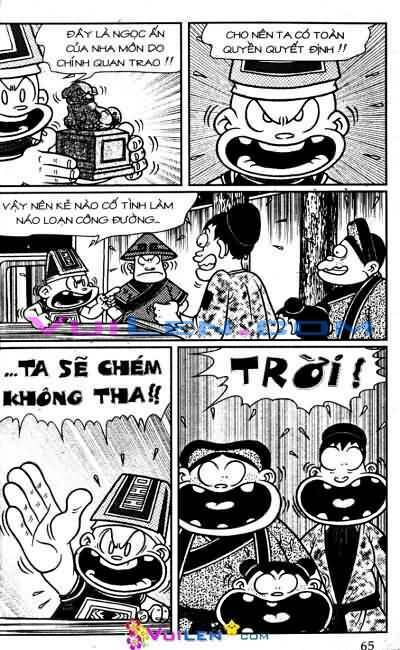 ĐÂY LÀ NGỌC ẤN
CỦA NHA MÔN DO
CHÍNH QUAN TRAO !!
CHO NÊN TA CÓ TOÀN
QUYỀN QUYẾT ĐỊNH !!
VẬY NÊN KẺ NÀO CỐ TÌNH LÀM
NÁO LOẠN CÔNG ĐƯỜNG...
VUILEN.COM
...TA SẼ CHÉM
KHÔNG THA!!
TRỜI!
VUILEN.COM
65